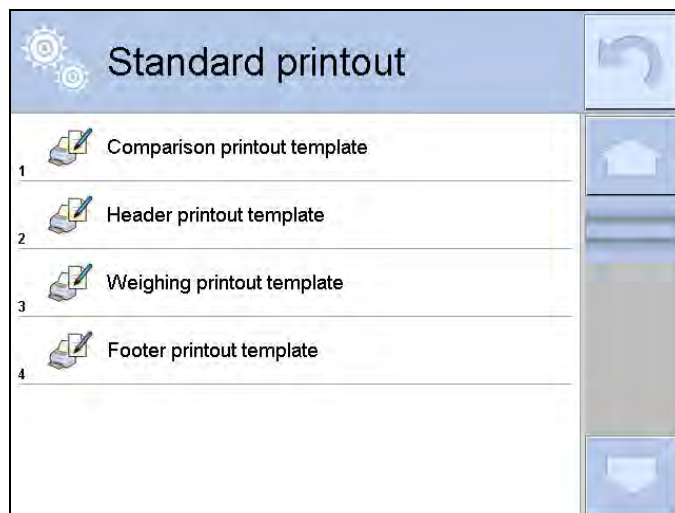 Standard printout
1 Comparison printout template
2 Header printout template
3 Weighing printout template
4 Footer printout template